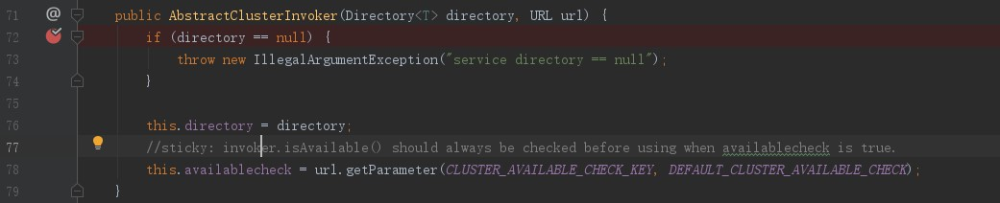 71 @ public AbstractClusterInvoker(Directory<T> directory, URL url) {
72 if (directory == null) {
73 throw new IllegalArgumentException("service directory == null");
74 }
75
76 this.directory = directory;
77 //sticky: invoker.isAvailable() should always be checked before using when availablecheck is true.
78 this.availablecheck = url.getParameter(CLUSTER_AVAILABLE_CHECK_KEY, DEFAULT_CLUSTER_AVAILABLE_CHECK);
79 }